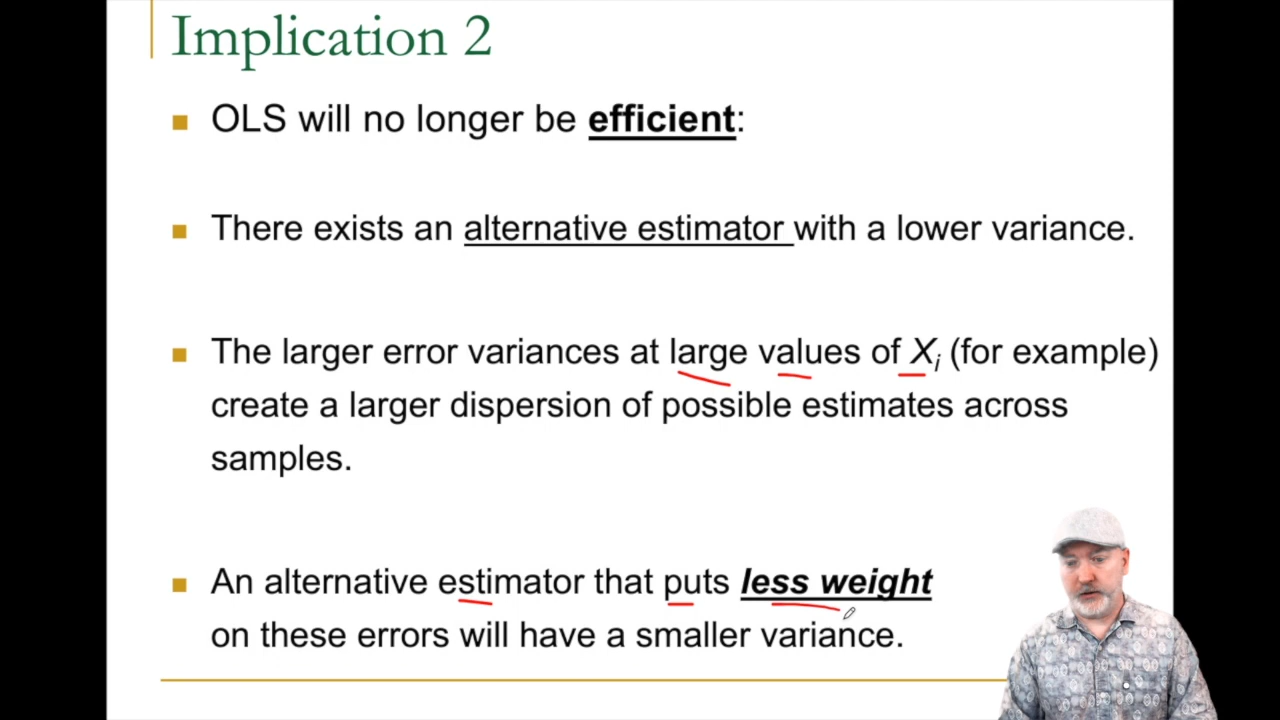 Implication 2
OLS will no longer be efficient:
There exists an alternative estimator with a lower variance.
The larger error variances at large values of Xi (for example)
create a larger dispersion of possible estimates across
samples.
An alternative estimator that puts less weight
on these errors will have a smaller variance.